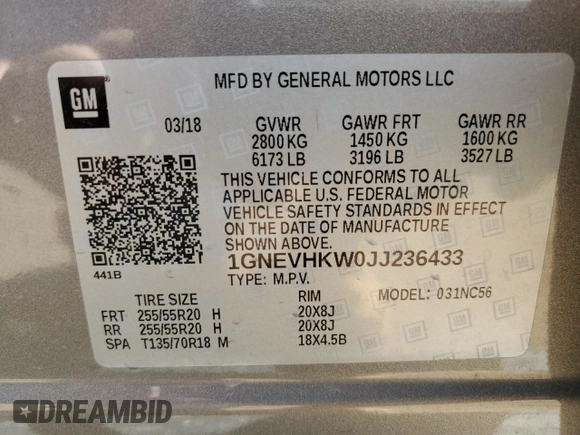 GM
MFD BY GENERAL MOTORS LLC
03/18 GVWR GAWR FRT GAWR RR
2800 KG 1450 KG 1600 KG
6173 LB 3196 LB 3527 LB
THIS VEHICLE CONFORMS TO ALL
APPLICABLE U.S. FEDERAL MOTOR
VEHICLE SAFETY STANDARDS IN EFFECT
ON THE DATE OF MANUFACTURE
SHOWN ABOVE.
441B
1GNEVHKW0JJ236433
TYPE: M.P.V. MODEL: 031NC56
TIRE SIZE RIM
FRT 255/55R20 H 20X8J
RR 255/55R20 H 20X8J
SPA T135/70R18 M 18X4.5B
DREAMBID